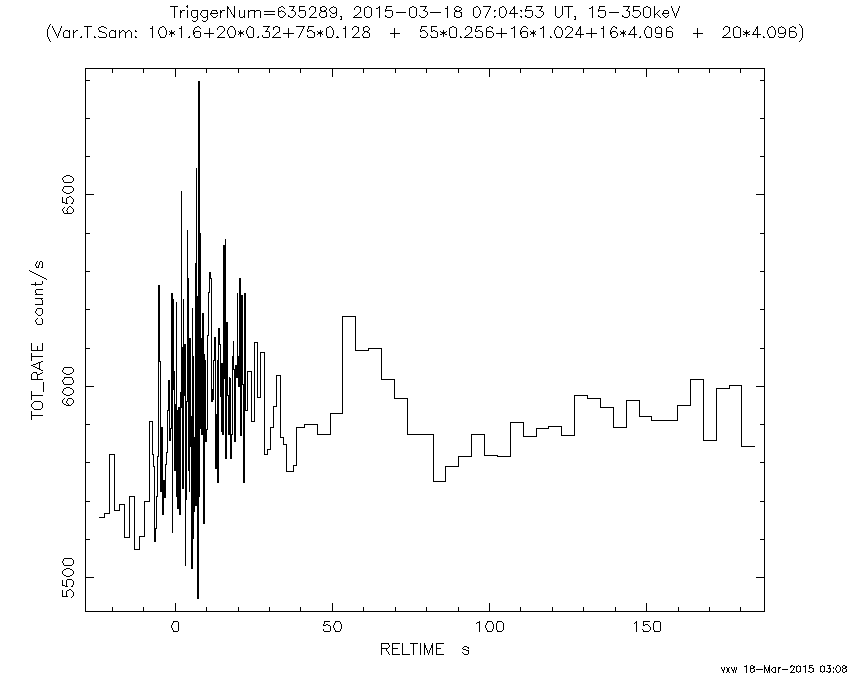 TriggerNum=635289, 2015-03-18 07:04:53 UT, 15-350keV
(Var.T.Sam: 10*1.6+20*0.32+75*0.128 + 55*0.256+16*1.024+16*4.096 + 20*4.096)
6500
6000
5500
TOT_RATE count/s
0 50 100 150
RELTIME s
vxw 18-Mar-2015 03:08